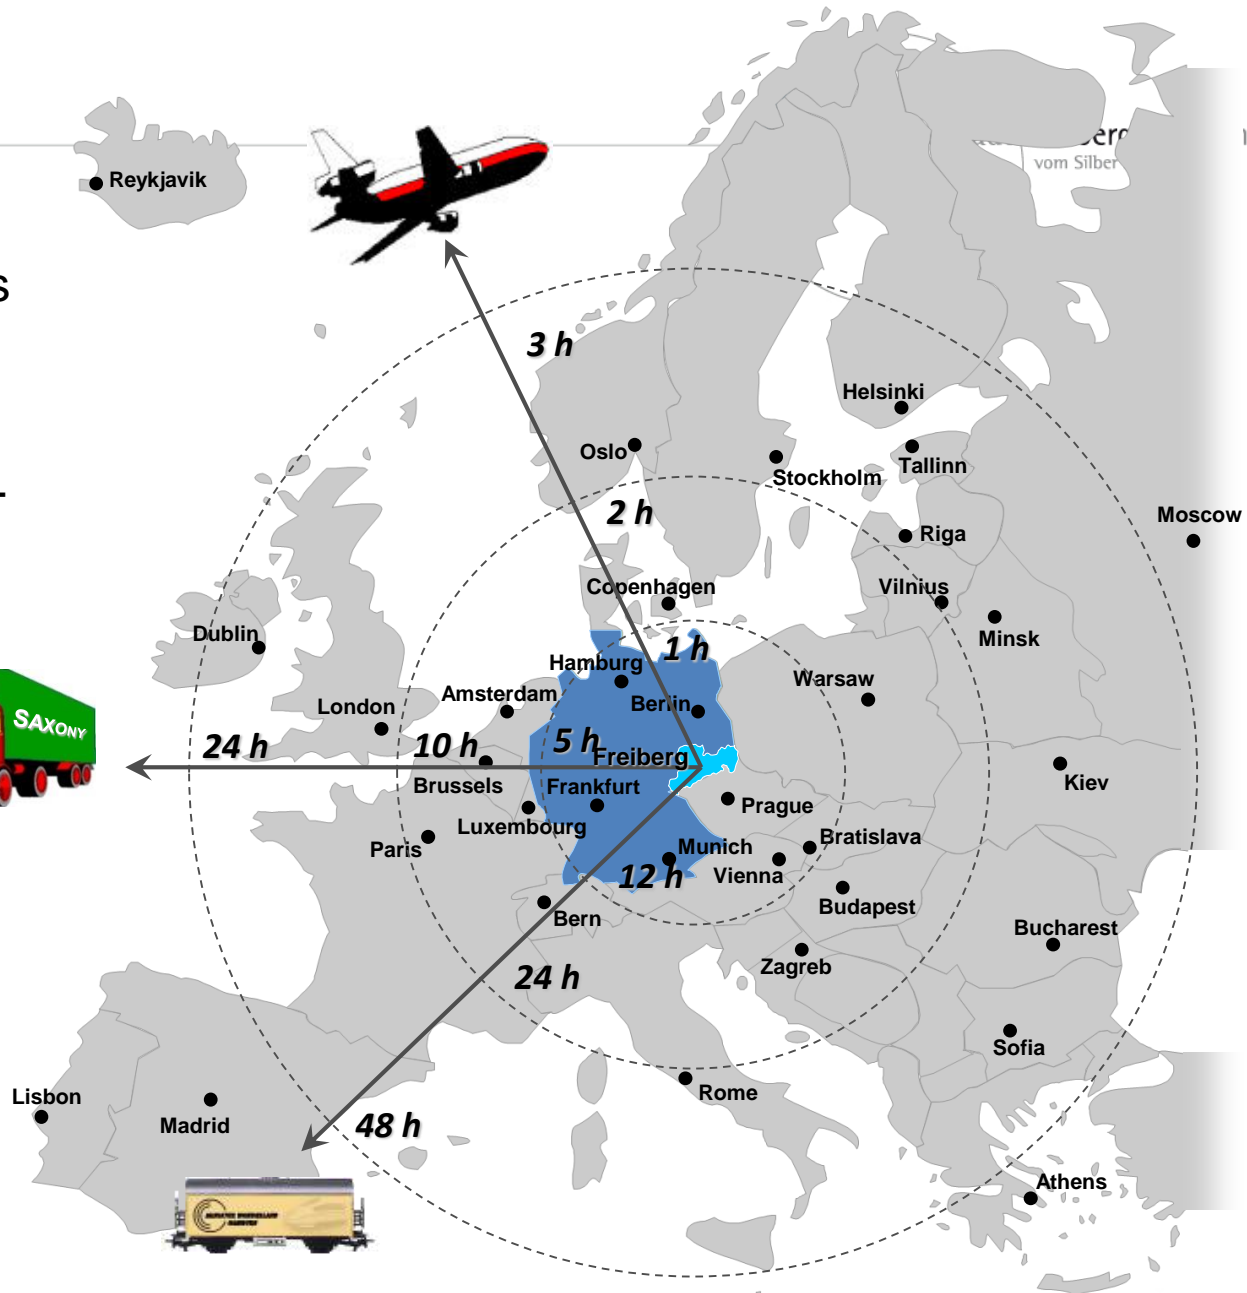 vom Silber
Reykjavik
s
3 h
Helsinki
Oslo
Stockholm
Tallinn
2 h
Moscow
Riga
Copenhagen
Vilnius
Dublin
Minsk
1 h
Hamburg
Warsaw
Amsterdam
Berlin
London
SAXONY
24 h
10 h
5 h
Freiberg
Brussels
Frankfurt
Kiev
Prague
Luxembourg
Paris
Munich
Bratislava
12 h
Vienna
Budapest
Bern
Bucharest
Zagreb
24 h
Sofia
Rome
Lisbon
Madrid
48 h
Athens